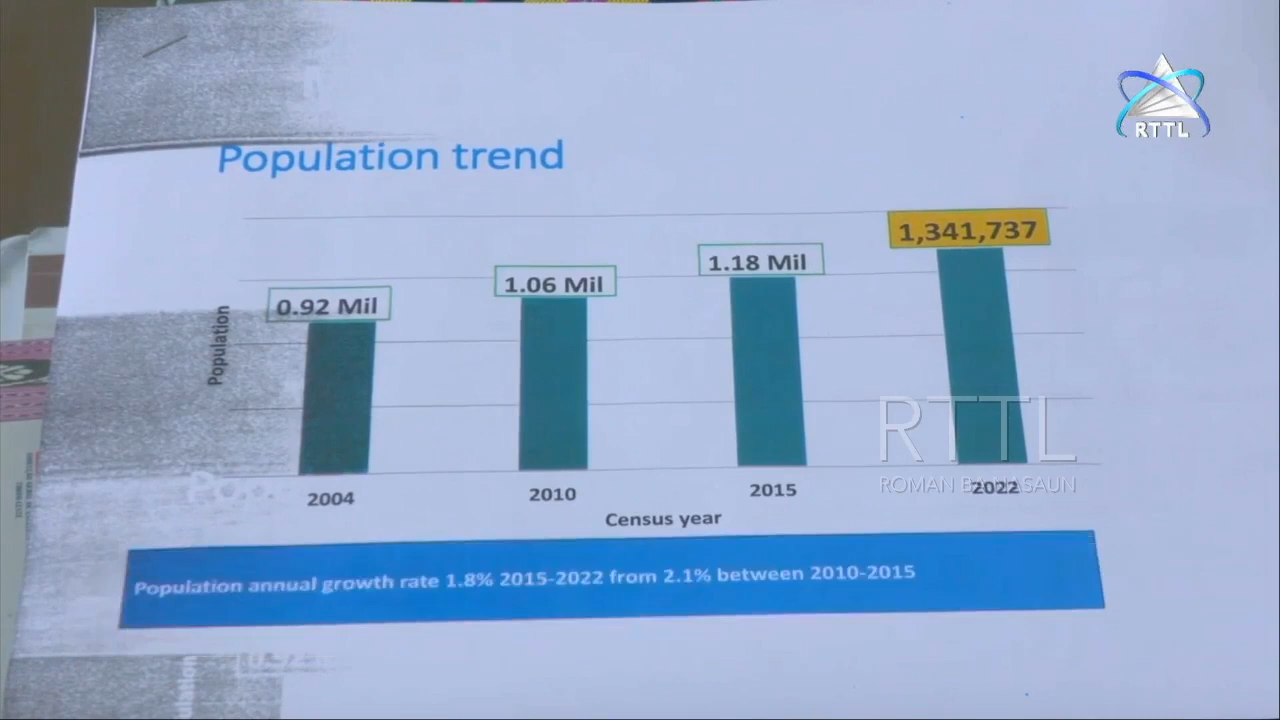 RTTL
Population trend
1,341,737
1.18 Mil
1.06 Mil
0.92 Mil
Population
RTTL
2004
2010
2015
2022
Census year
Population annual growth rate 1.8% 2015-2022 from 2.1% between 2010-2015